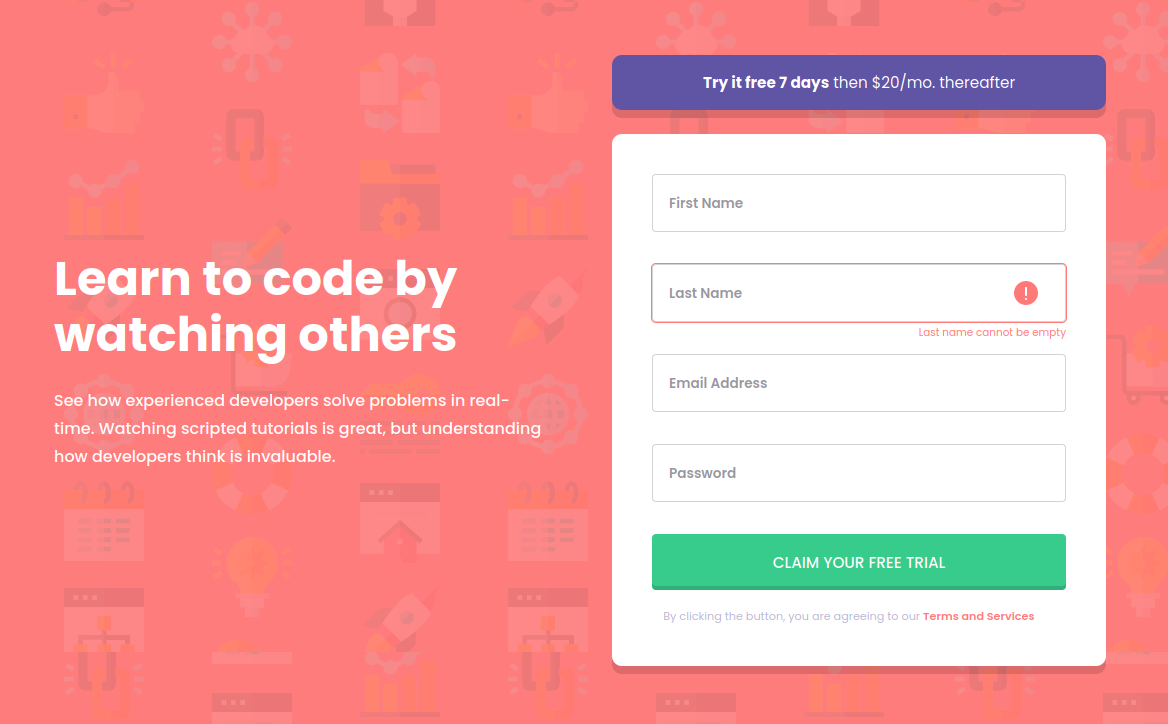 Learn to code by
watching others
See how experienced developers solve problems in real-
time. Watching scripted tutorials is great, but understanding
how developers think is invaluable.
Try it free 7 days then $20/mo. thereafter
First Name
Last Name
Last name cannot be empty
Email Address
Password
CLAIM YOUR FREE TRIAL
By clicking the button, you are agreeing to our Terms and Services